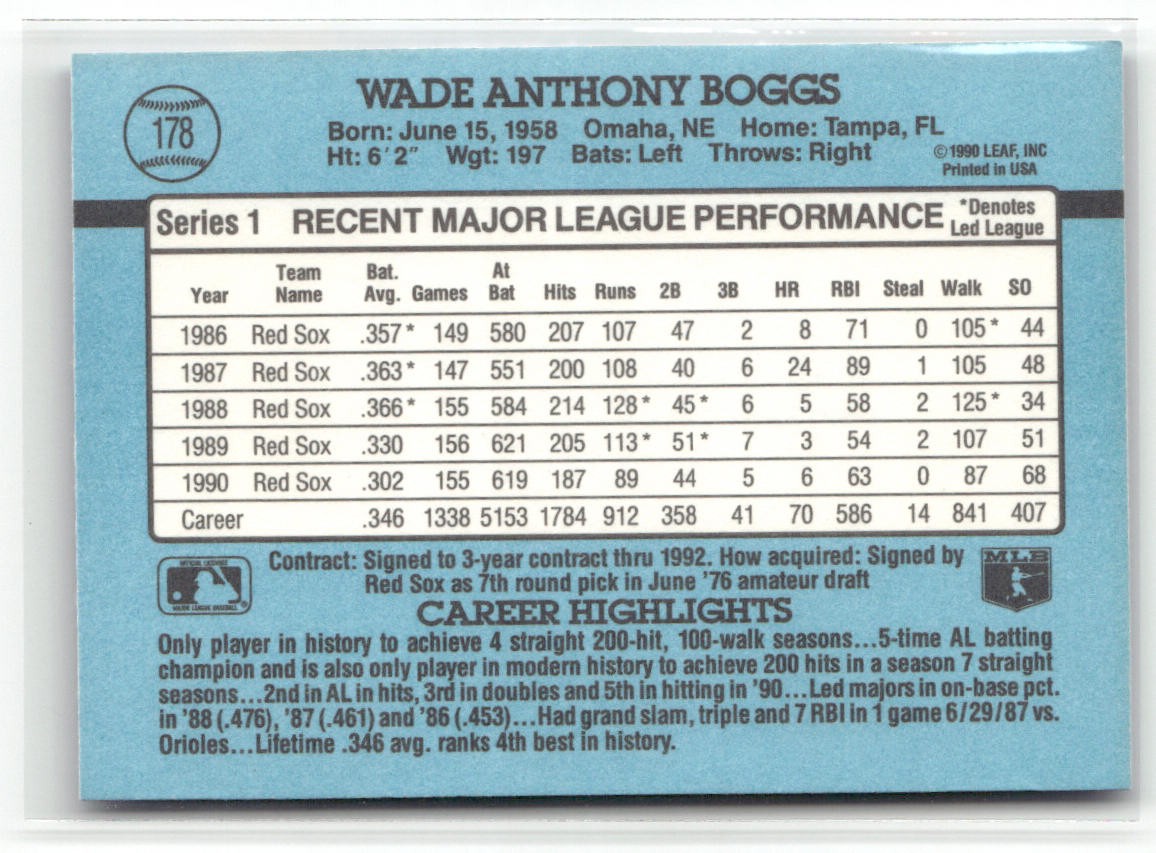 178
WADE ANTHONY BOGGS
Born: June 15, 1958 Omaha, NE Home: Tampa, FL
Ht: 6'2" Wgt: 197 Bats: Left Throws: Right
©1990 LEAF, INC
Printed in USA
Series 1 RECENT MAJOR LEAGUE PERFORMANCE
*Denotes
Led League
Year Team Name Bat. Avg. Games At Bat Hits Runs 2B 3B HR RBI Steal Walk SO
1986 Red Sox .357* 149 580 207 107 47 2 8 71 0 105* 44
1987 Red Sox .363* 147 551 200 108 40 6 24 89 1 105 48
1988 Red Sox .366* 155 584 214 128* 45* 6 5 58 2 125* 34
1989 Red Sox .330 156 621 205 113* 51* 7 3 54 2 107 51
1990 Red Sox .302 155 619 187 89 44 5 6 63 0 87 68
Career .346 1338 5153 1784 912 358 41 70 586 14 841 407
Contract: Signed to 3-year contract thru 1992. How acquired: Signed by
Red Sox as 7th round pick in June '76 amateur draft
OFFICIAL LICENSEE
MAJOR LEAGUE BASEBALL
MLB
CAREER HIGHLIGHTS
Only player in history to achieve 4 straight 200-hit, 100-walk seasons...5-time AL batting
champion and is also only player in modern history to achieve 200 hits in a season 7 straight
seasons...2nd in AL in hits, 3rd in doubles and 5th in hitting in '90...Led majors in on-base pct.
in '88 (.476), '87 (.461) and '86 (.453)...Had grand slam, triple and 7 RBI in 1 game 6/29/87 vs.
Orioles...Lifetime .346 avg. ranks 4th best in history.